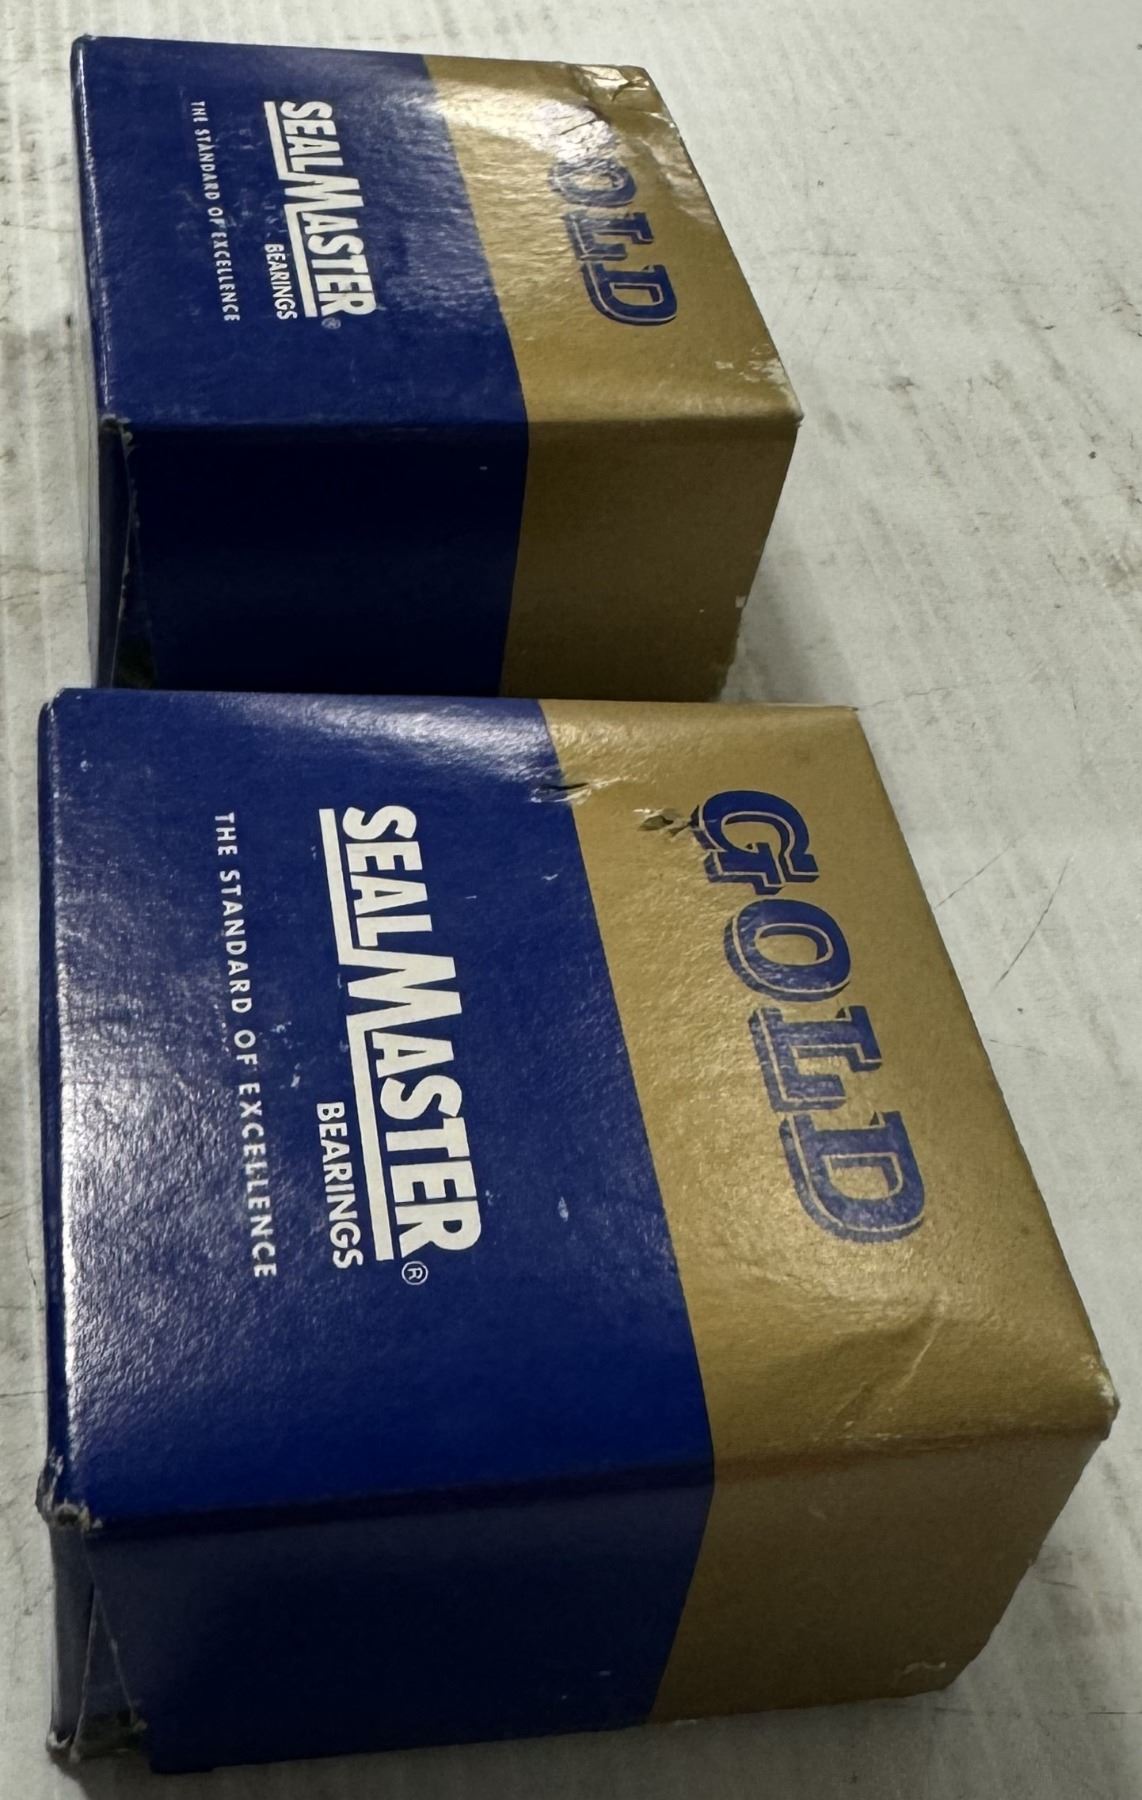 GOLD
SEALMASTER®
BEARINGS
THE STANDARD OF EXCELLENCE
GOLD
SEALMASTER®
BEARINGS
THE STANDARD OF EXCELLENCE